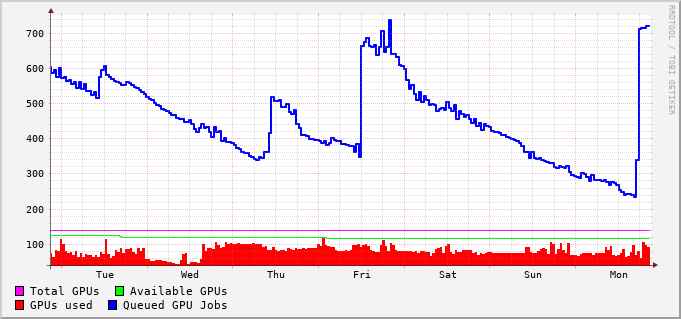 RRDTOOL / TOBI OETIKER
700
600
500
400
300
200
100
Tue Wed Thu Fri Sat Sun Mon
Total GPUs Available GPUs
GPUs used Queued GPU Jobs